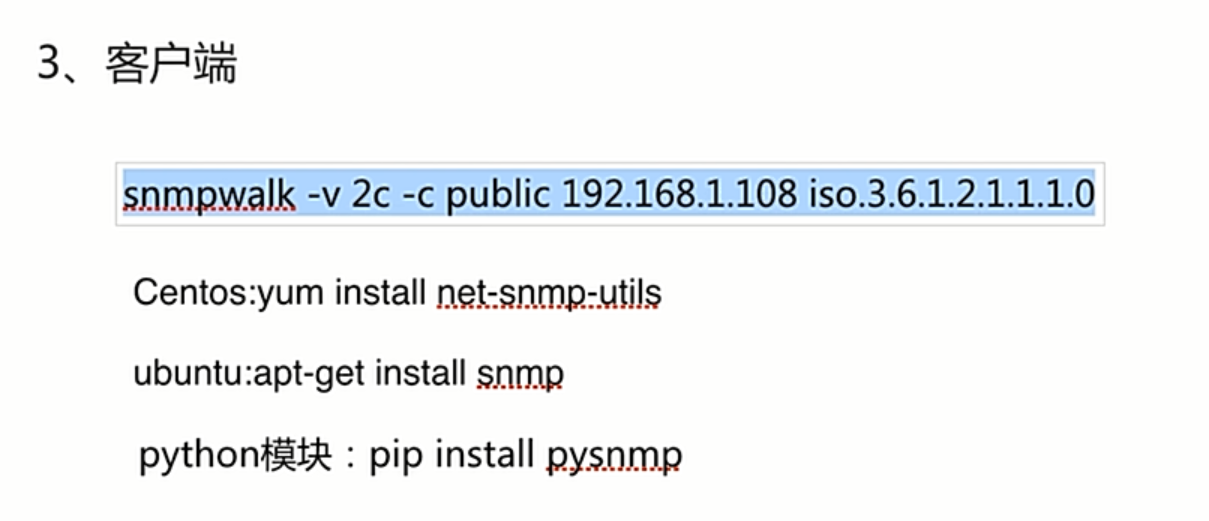 3、客户端
snmpwalk -v 2c -c public 192.168.1.108 iso.3.6.1.2.1.1.1.0
Centos:yum install net-snmp-utils
ubuntu:apt-get install snmp
python模块：pip install pysnmp